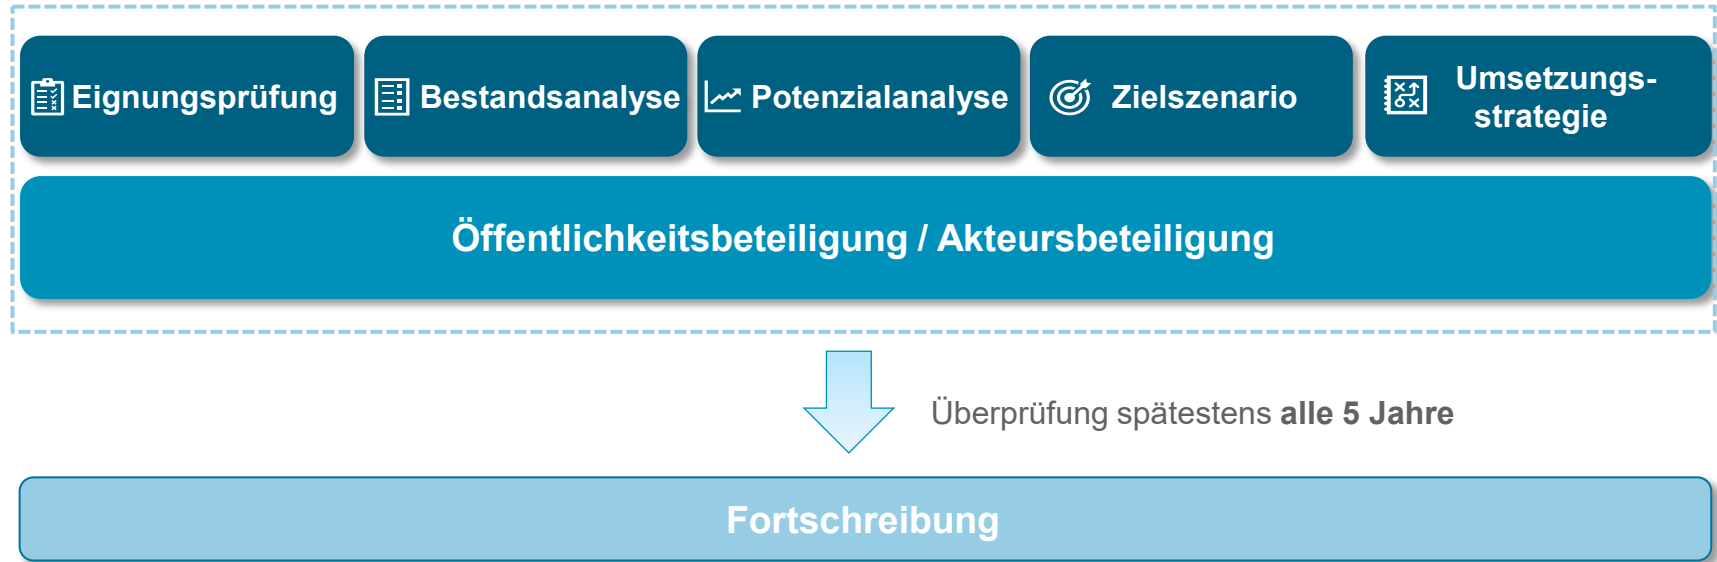 Eignungsprüfung
Bestandsanalyse
Potenzialanalyse
Zielszenario
Umsetzungs-
strategie
Öffentlichkeitsbeteiligung / Akteursbeteiligung
Überprüfung spätestens alle 5 Jahre
Fortschreibung